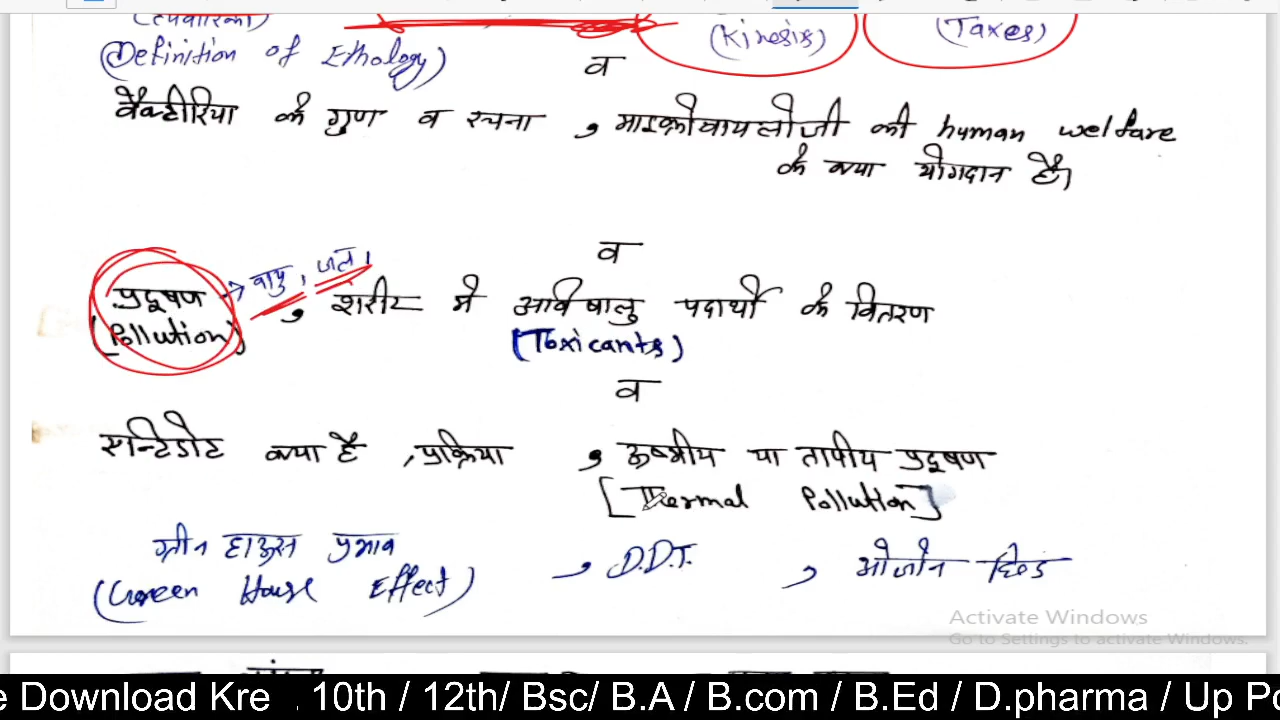 (Kinesis) (Taxes)
(Definition of Ethology)
व
बैक्टीरिया के गुण व रचना , माइक्रोबायलोजी की human welfare
के क्या योगदान है।
व
→ वायु, जल।
प्रदूषण , शरीर में आविषालु पदार्थो के वितरण
[Pollution] (Toxicants)
व
एन्टिडोट क्या है , प्रक्रिया , ऊष्मीय या तापीय प्रदूषण
[Thermal Pollution]
ग्रीन हाऊस प्रभाव , D.D.T. , ओजोन छिद्र
(Green House Effect)
Activate Windows
Go to Settings to activate Windows.
e Download Kre . 10th / 12th/ Bsc/ B.A / B.com / B.Ed / D.pharma / Up Po